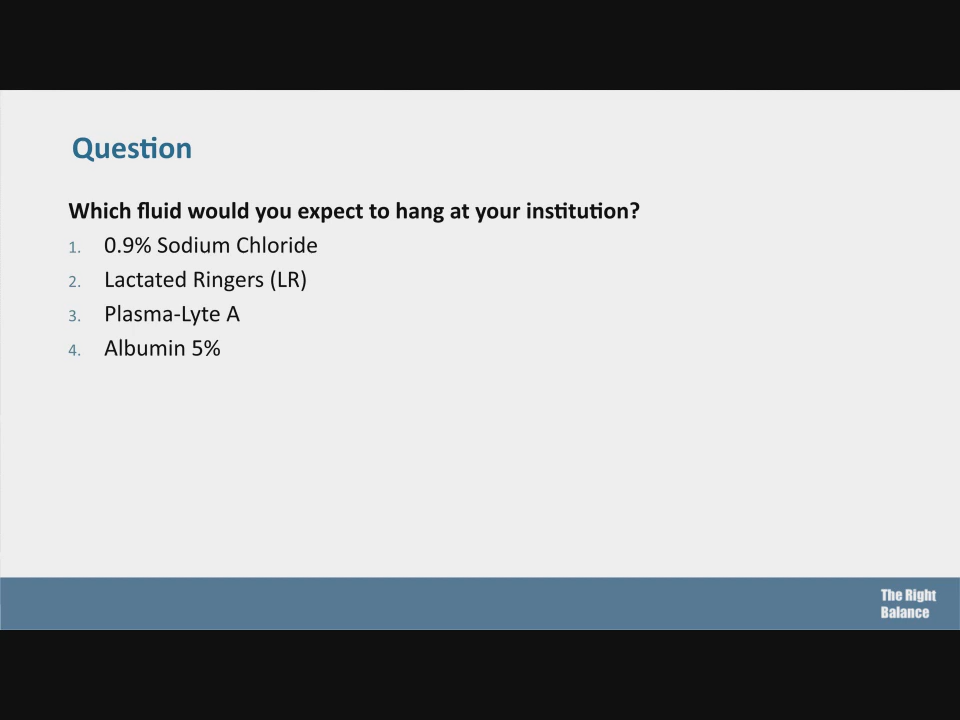 Question
Which fluid would you expect to hang at your institution?
1. 0.9% Sodium Chloride
2. Lactated Ringers (LR)
3. Plasma-Lyte A
4. Albumin 5%
The Right
Balance